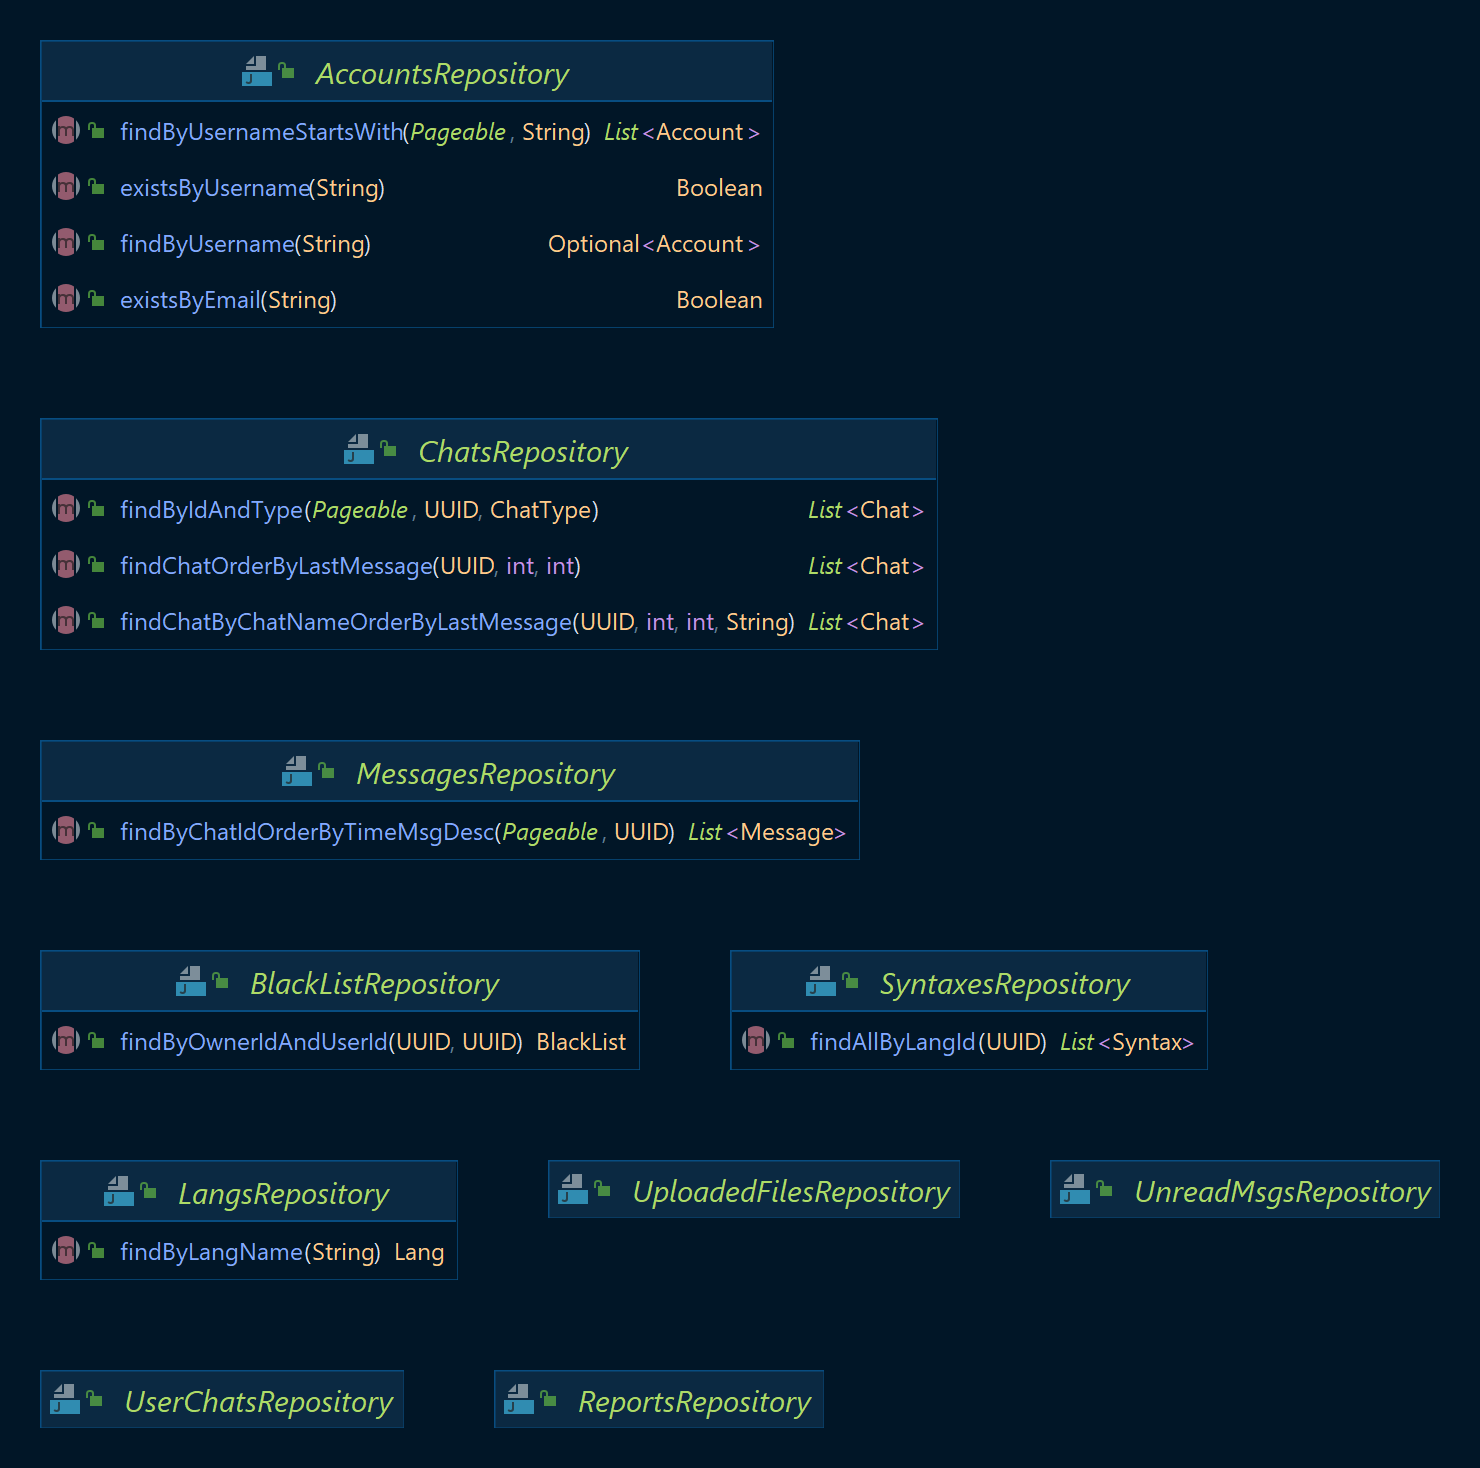 AccountsRepository
findByUsernameStartsWith(Pageable, String) List<Account>
existsByUsername(String) Boolean
findByUsername(String) Optional<Account>
existsByEmail(String) Boolean
ChatsRepository
findByIdAndType(Pageable, UUID, ChatType) List<Chat>
findChatOrderByLastMessage(UUID, int, int) List<Chat>
findChatByChatNameOrderByLastMessage(UUID, int, int, String) List<Chat>
MessagesRepository
findByChatIdOrderByTimeMsgDesc(Pageable, UUID) List<Message>
BlackListRepository
findByOwnerIdAndUserId(UUID, UUID) BlackList
SyntaxesRepository
findAllByLangId(UUID) List<Syntax>
LangsRepository
findByLangName(String) Lang
UploadedFilesRepository
UnreadMsgsRepository
UserChatsRepository
ReportsRepository